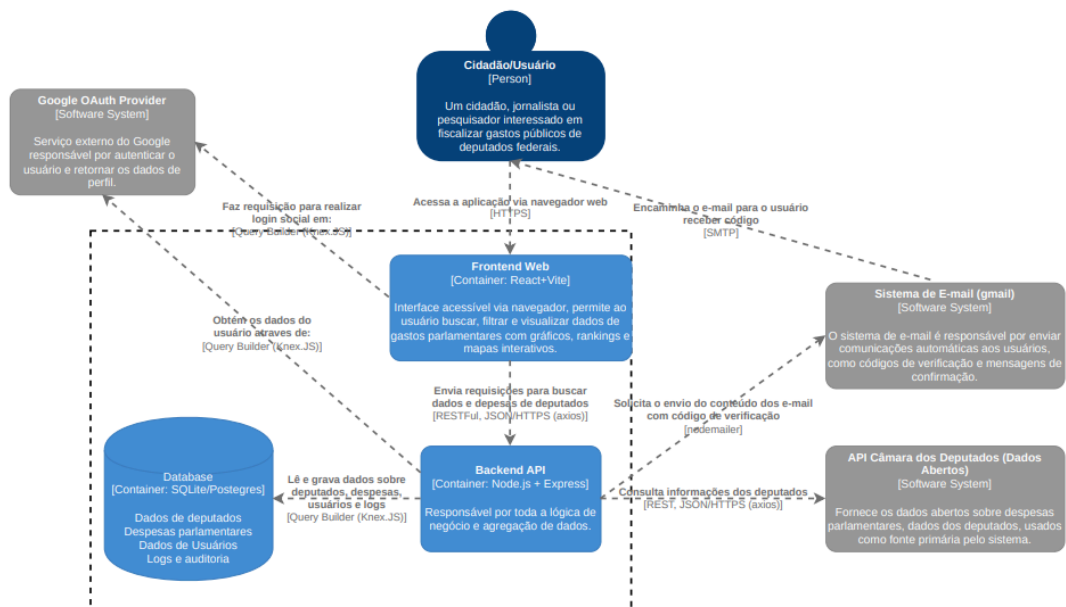 Cidadão/Usuário
[Person]
Um cidadão, jornalista ou
pesquisador interessado em
fiscalizar gastos públicos de
deputados federais.
Google OAuth Provider
[Software System]
Serviço externo do Google
responsável por autenticar o
usuário e retornar os dados de
perfil.
Faz requisição para realizar
login social em:
[Query Builder (Knex.JS)]
Acessa a aplicação via navegador web
[HTTPS]
Encaminha o e-mail para o usuário
receber código
[SMTP]
Frontend Web
[Container: React+Vite]
Interface acessível via navegador, permite ao
usuário buscar, filtrar e visualizar dados de
gastos parlamentares com gráficos, rankings e
mapas interativos.
Sistema de E-mail (gmail)
[Software System]
O sistema de e-mail é responsável por enviar
comunicações automáticas aos usuários,
como códigos de verificação e mensagens de
confirmação.
Obtém os dados do
usuário atraves de:
[Query Builder (Knex.JS)]
Envia requisições para buscar
dados e depesas de deputados
[RESTFul, JSON/HTTPS (axios)]
Solicita o envio do conteúdo dos e-mail
com código de verificação
[nodemailer]
Database
[Container: SQLite/Postegres]
Dados de deputados
Despesas parlamentares
Dados de Usuários
Logs e auditoria
Lê e grava dados sobre
deputados, despesas,
usuários e logs
[Query Builder (Knex.JS)]
Backend API
[Container: Node.js + Express]
Responsável por toda a lógica de
negócio e agregação de dados.
Consulta informações dos deputados
[REST, JSON/HTTPS (axios)]
API Câmara dos Deputados (Dados
Abertos)
[Software System]
Fornece os dados abertos sobre despesas
parlamentares, dados dos deputados, usados
como fonte primária pelo sistema.